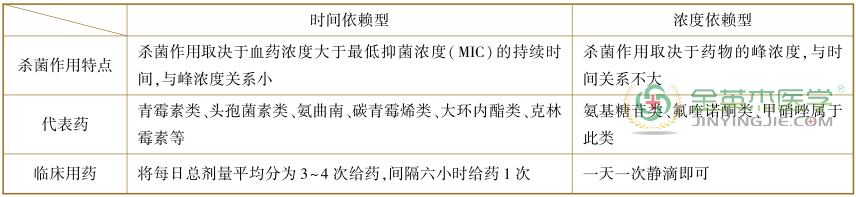 时间依赖型
浓度依赖型
杀菌作用特点
杀菌作用取决于血药浓度大于最低抑菌浓度(MIC)的持续时
间,与峰浓度关系小
杀菌作用取决于药物的峰浓度,与时
间关系不大
代表药
青霉素类、头孢菌素类、氨曲南、碳青霉烯类、大环内酯类、克林
霉素等
氨基糖苷类、氟喹诺酮类、甲硝唑属于
此类
临床用药
将每日总剂量平均分为3~4次给药,间隔六小时给药1次
一天一次静滴即可
金英杰医学®
JINYINGJIE.COM